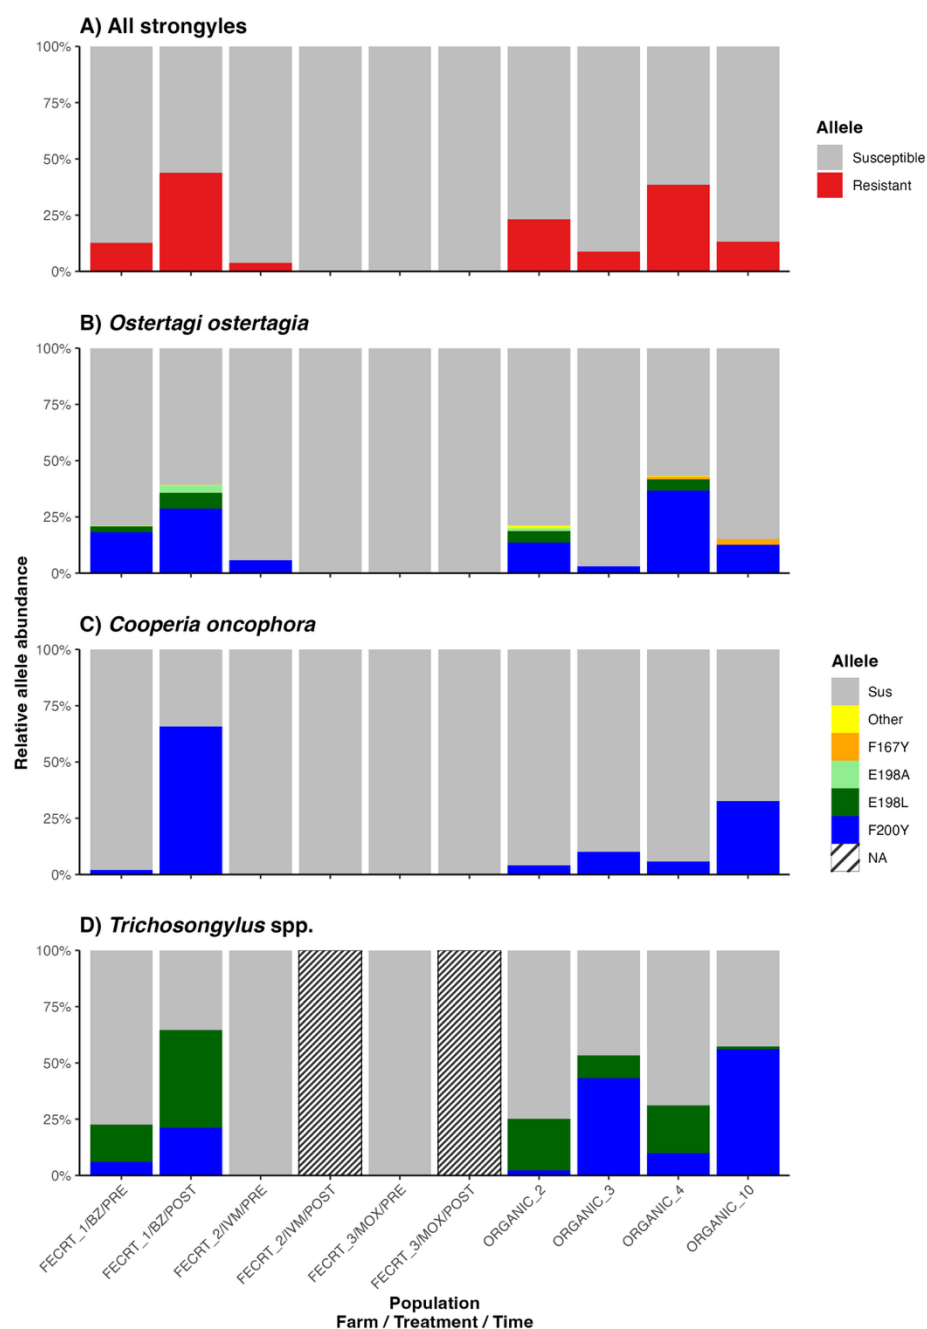 A) All strongyles
100%
75%
50%
25%
0%
Allele
Susceptible
Resistant
B) Ostertagi ostertagia
100%
75%
50%
25%
0%
C) Cooperia oncophora
100%
75%
50%
25%
0%
Relative allele abundance
Allele
Sus
Other
F167Y
E198A
E198L
F200Y
NA
D) Trichosongylus spp.
100%
75%
50%
25%
0%
FECRT_1/BZ/PRE
FECRT_1/BZ/POST
FECRT_2/IVM/PRE
FECRT_2/IVM/POST
FECRT_3/MOX/PRE
FECRT_3/MOX/POST
ORGANIC_2
ORGANIC_3
ORGANIC_4
ORGANIC_10
Population
Farm / Treatment / Time